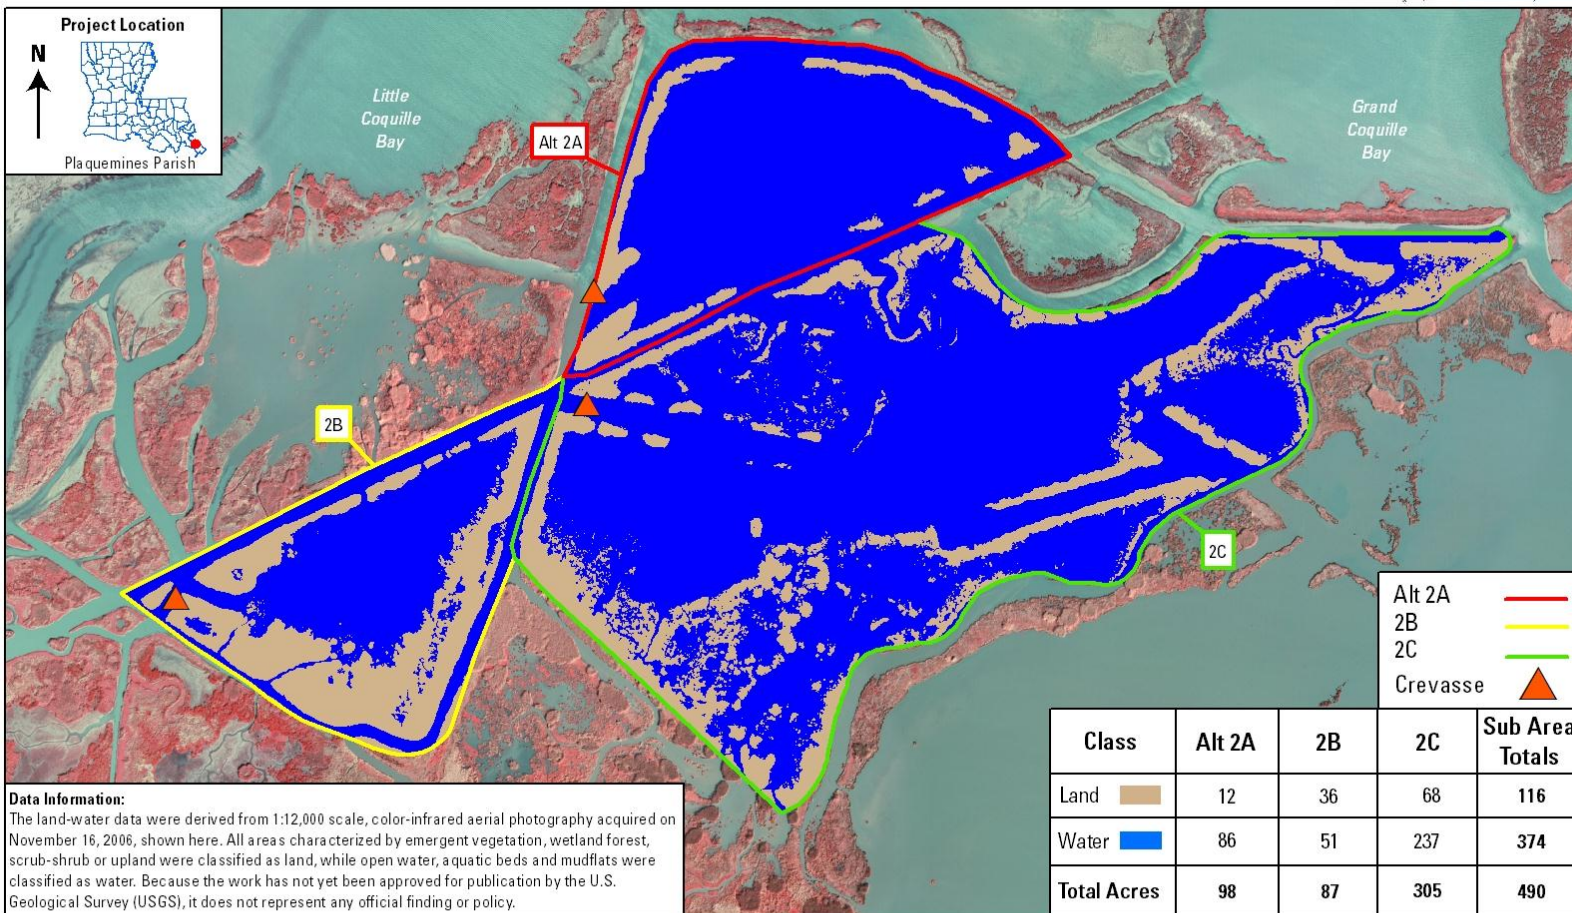 Project Location
N
Plaquemines Parish
Little
Coquille
Bay
Grand
Coquille
Bay
Alt 2A
2B
2C
Alt 2A
2B
2C
Crevasse
Class Alt 2A 2B 2C Sub Area
Totals
Land 12 36 68 116
Water 86 51 237 374
Total Acres 98 87 305 490
Data Information:
The land-water data were derived from 1:12,000 scale, color-infrared aerial photography acquired on
November 16, 2006, shown here. All areas characterized by emergent vegetation, wetland forest,
scrub-shrub or upland were classified as land, while open water, aquatic beds and mudflats were
classified as water. Because the work has not yet been approved for publication by the U.S.
Geological Survey (USGS), it does not represent any official finding or policy.